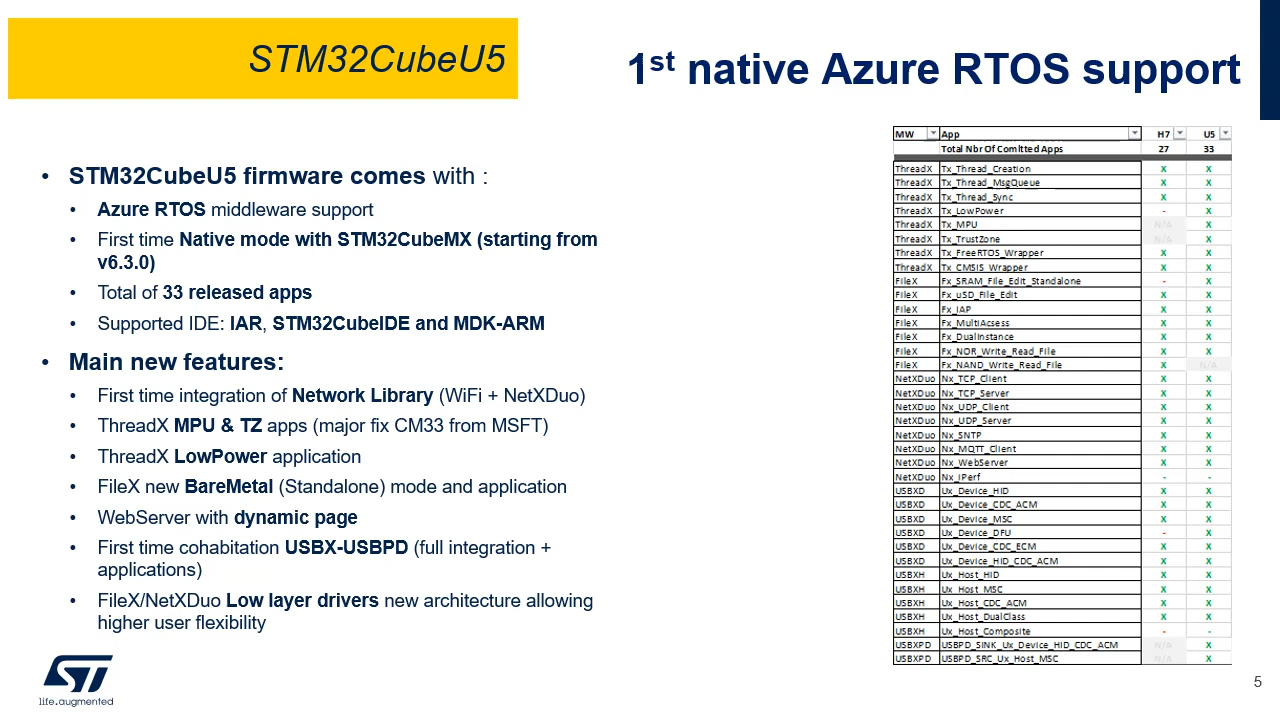 STM32CubeU5
1st native Azure RTOS support
• STM32CubeU5 firmware comes with :
• Azure RTOS middleware support
• First time Native mode with STM32CubeMX (starting from
v6.3.0)
• Total of 33 released apps
• Supported IDE: IAR, STM32CubeIDE and MDK-ARM
• Main new features:
• First time integration of Network Library (WiFi + NetXDuo)
• ThreadX MPU & TZ apps (major fix CM33 from MSFT)
• ThreadX LowPower application
• FileX new BareMetal (Standalone) mode and application
• WebServer with dynamic page
• First time cohabitation USBX-USBPD (full integration +
applications)
• FileX/NetXDuo Low layer drivers new architecture allowing
higher user flexibility
MW App H7 U5
Total Nbr Of Comitted Apps 27 33
ThreadX Tx_Thread_Creation X X
ThreadX Tx_Thread_MsgQueue X X
ThreadX Tx_Thread_Sync X X
ThreadX Tx_LowPower - X
ThreadX Tx_MPU N/A X
ThreadX Tx_TrustZone N/A X
ThreadX Tx_FreeRTOS_Wrapper X X
ThreadX Tx_CMSIS_Wrapper X X
FileX Fx_SRAM_File_Edit_Standalone - X
FileX Fx_uSD_File_Edit X X
FileX Fx_IAP X X
FileX Fx_MultiAcsess X X
FileX Fx_DualInstance X X
FileX Fx_NOR_Write_Read_File X X
FileX Fx_NAND_Write_Read_File X N/A
NetXDuo Nx_TCP_Client X X
NetXDuo Nx_TCP_Server X X
NetXDuo Nx_UDP_Client X X
NetXDuo Nx_UDP_Server X X
NetXDuo Nx_SNTP X X
NetXDuo Nx_MQTT_Client X X
NetXDuo Nx_WebServer X X
NetXDuo Nx_IPerf - -
USBXD Ux_Device_HID X X
USBXD Ux_Device_CDC_ACM X X
USBXD Ux_Device_MSC X X
USBXD Ux_Device_DFU - X
USBXD Ux_Device_CDC_ECM X X
USBXD Ux_Device_HID_CDC_ACM X X
USBXH Ux_Host_HID X X
USBXH Ux_Host_MSC X X
USBXH Ux_Host_CDC_ACM X X
USBXH Ux_Host_DualClass X X
USBXH Ux_Host_Composite - -
USBXPD USBPD_SINK_Ux_Device_HID_CDC_ACM N/A X
USBXPD USBPD_SRC_Ux_Host_MSC N/A X
ST
life.augmented
5